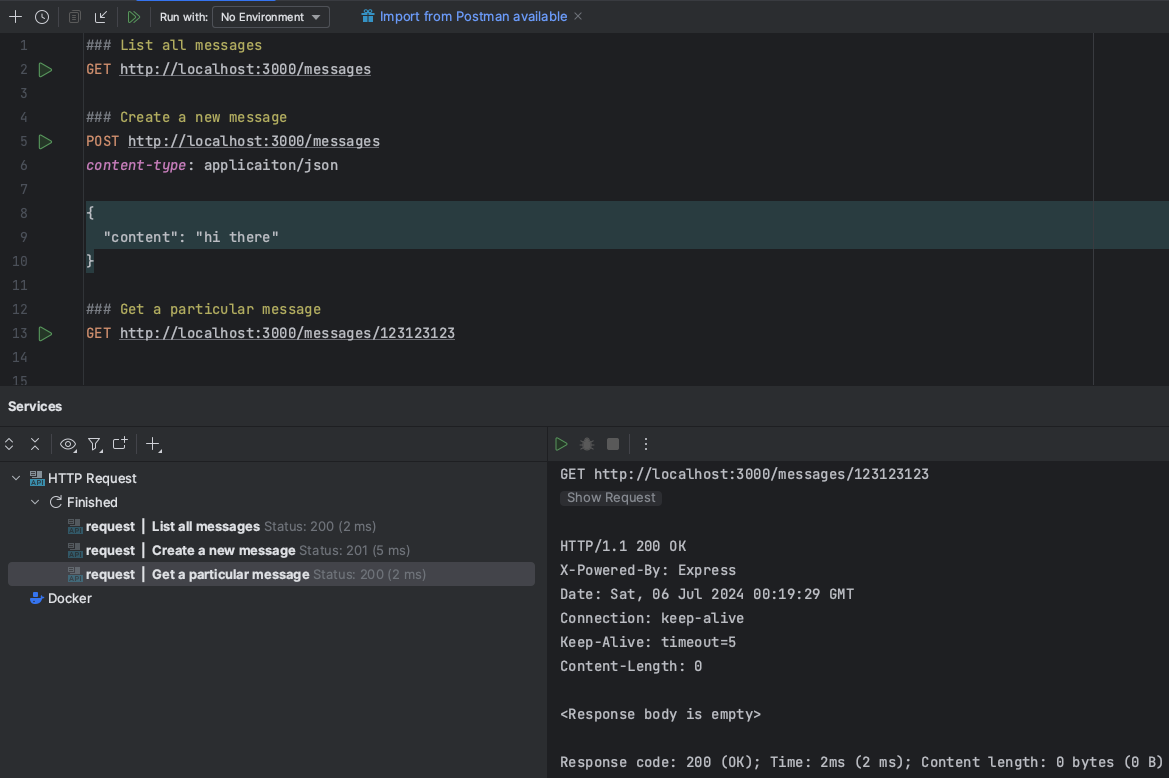 Run with: No Environment Import from Postman available
1 ### List all messages
2 GET http://localhost:3000/messages
3
4 ### Create a new message
5 POST http://localhost:3000/messages
6 content-type: applicaiton/json
7
8 {
9 "content": "hi there"
10 }
11
12 ### Get a particular message
13 GET http://localhost:3000/messages/123123123
14
15
Services
HTTP Request
Finished
request | List all messages Status: 200 (2 ms)
request | Create a new message Status: 201 (5 ms)
request | Get a particular message Status: 200 (2 ms)
Docker
GET http://localhost:3000/messages/123123123
Show Request
HTTP/1.1 200 OK
X-Powered-By: Express
Date: Sat, 06 Jul 2024 00:19:29 GMT
Connection: keep-alive
Keep-Alive: timeout=5
Content-Length: 0
<Response body is empty>
Response code: 200 (OK); Time: 2ms (2 ms); Content length: 0 bytes (0 B)